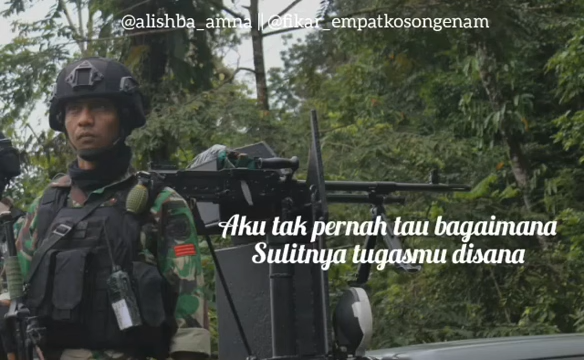 @alishba_amna || @fikar_empatkosongenam
Aku tak pernah tau bagaimana
Sulitnya tugasmu disana